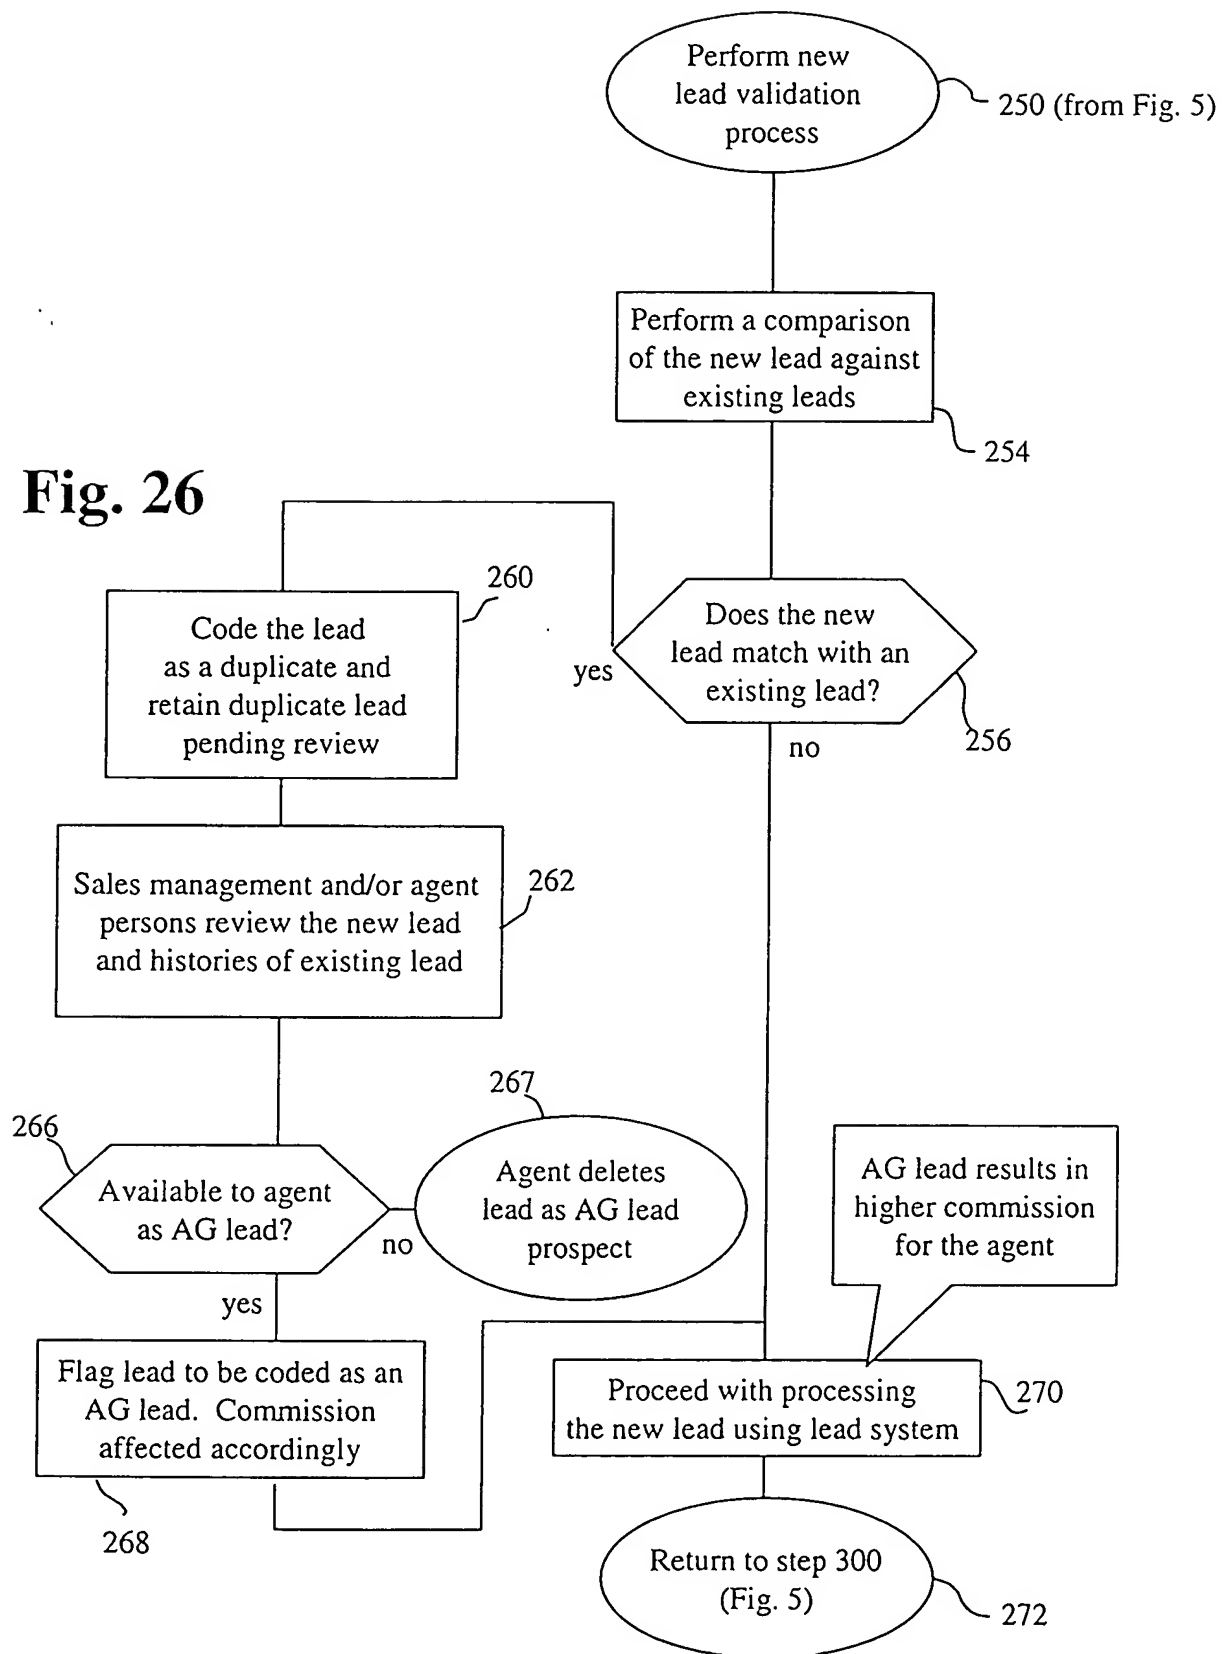 Perform new
lead validation
process
250 (from Fig. 5)
Perform a comparison
of the new lead against
existing leads
254
Fig. 26
260
Code the lead
as a duplicate and
retain duplicate lead
pending review
Does the new
lead match with an
existing lead?
yes
no
256
Sales management and/or agent
persons review the new lead
and histories of existing lead
262
267
266
Available to agent
as AG lead?
no
yes
Agent deletes
lead as AG lead
prospect
AG lead results in
higher commission
for the agent
Flag lead to be coded as an
AG lead. Commission
affected accordingly
268
Proceed with processing
the new lead using lead system
270
Return to step 300
(Fig. 5)
272